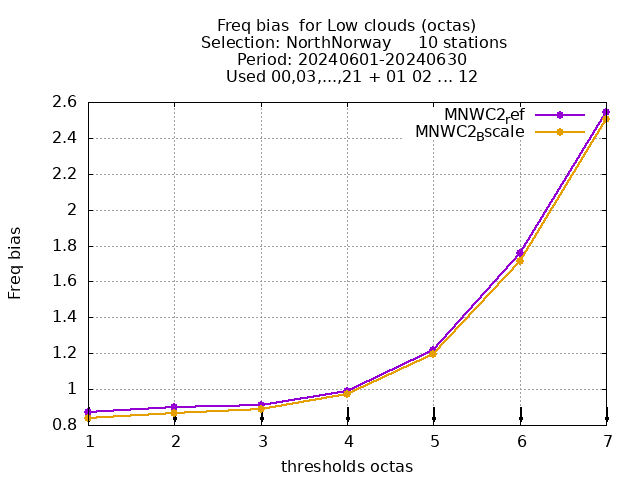 Freq bias  for Low clouds (octas)
Selection: NorthNorway     10 stations
Period: 20240601-20240630
Used 00,03,...,21 + 01 02 ... 12
MNWC2ref
MNWC2Bscale
2.6
2.4
2.2
2
1.8
1.6
1.4
1.2
1
0.8
Freq bias
1 2 3 4 5 6 7
thresholds octas